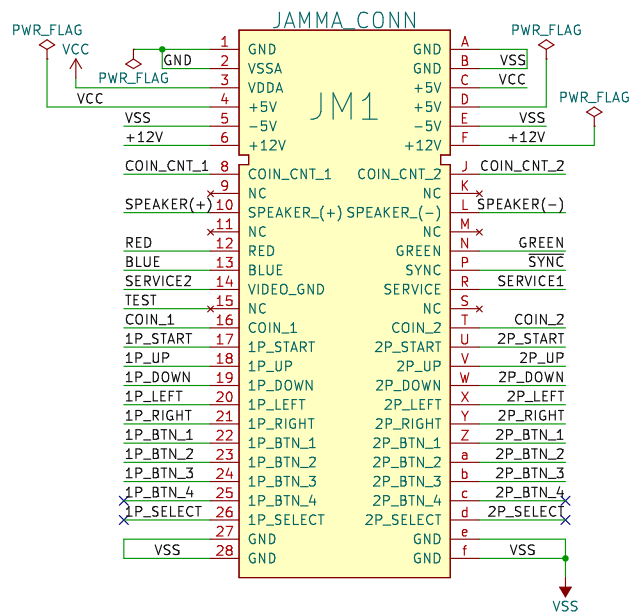 JAMMA_CONN
JM1
PWR_FLAG
VCC
PWR_FLAG
GND
VCC
VSS
+12V
COIN_CNT_1
SPEAKER(+)
RED
BLUE
SERVICE2
TEST
COIN_1
1P_START
1P_UP
1P_DOWN
1P_LEFT
1P_RIGHT
1P_BTN_1
1P_BTN_2
1P_BTN_3
1P_BTN_4
1P_SELECT
VSS
1 GND
2 VSSA
3 VDDA
4 +5V
5 -5V
6 +12V
8 COIN_CNT_1
9 NC
10 SPEAKER_(+)
11 NC
12 RED
13 BLUE
14 VIDEO_GND
15 NC
16 COIN_1
17 1P_START
18 1P_UP
19 1P_DOWN
20 1P_LEFT
21 1P_RIGHT
22 1P_BTN_1
23 1P_BTN_2
24 1P_BTN_3
25 1P_BTN_4
26 1P_SELECT
27 GND
28 GND
GND A
GND B
+5V C
+5V D
-5V E
+12V F
COIN_CNT_2 J
NC K
SPEAKER_(-) L
NC M
GREEN N
SYNC P
SERVICE R
NC S
COIN_2 T
2P_START U
2P_UP V
2P_DOWN W
2P_LEFT X
2P_RIGHT Y
2P_BTN_1 Z
2P_BTN_2 a
2P_BTN_3 b
2P_BTN_4 c
2P_SELECT d
GND e
GND f
PWR_FLAG
VSS
VCC
PWR_FLAG
VSS
+12V
COIN_CNT_2
SPEAKER(-)
GREEN
SYNC
SERVICE1
COIN_2
2P_START
2P_UP
2P_DOWN
2P_LEFT
2P_RIGHT
2P_BTN_1
2P_BTN_2
2P_BTN_3
2P_BTN_4
2P_SELECT
VSS
VSS